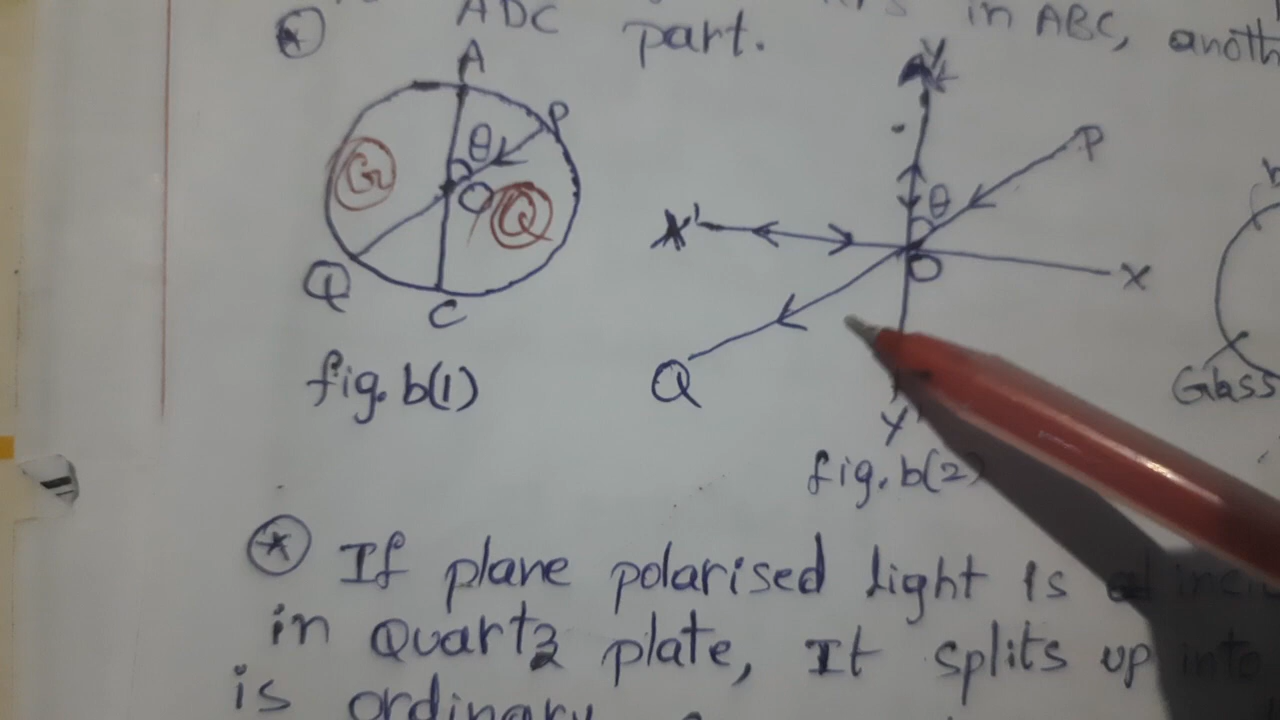 in ABC, anoth
ADC part.
A
P
θ
O
G
Q
Q
C
fig. b(1)
Y
P
θ
X'
O
X
Q
Y'
fig. b(2)
Glass
If plane polarised light is
in Quartz plate, It splits up into
is ordinary